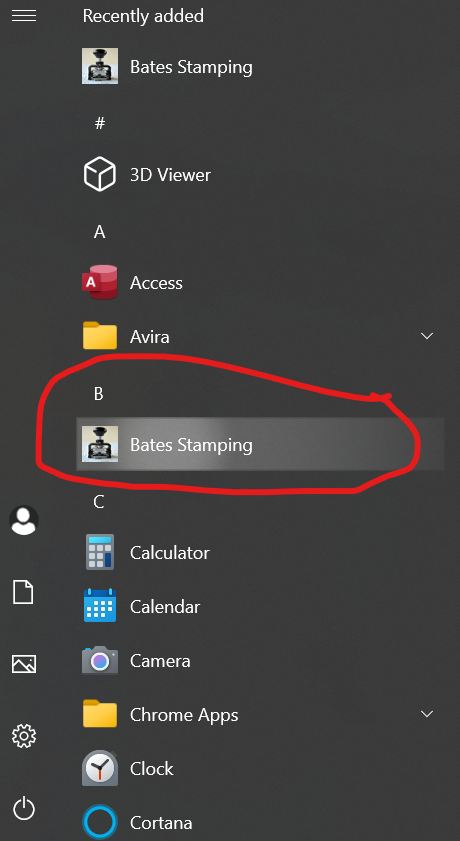 Recently added
Bates Stamping
#
3D Viewer
A
Access
Avira
B
Bates Stamping
C
Calculator
Calendar
Camera
Chrome Apps
Clock
Cortana